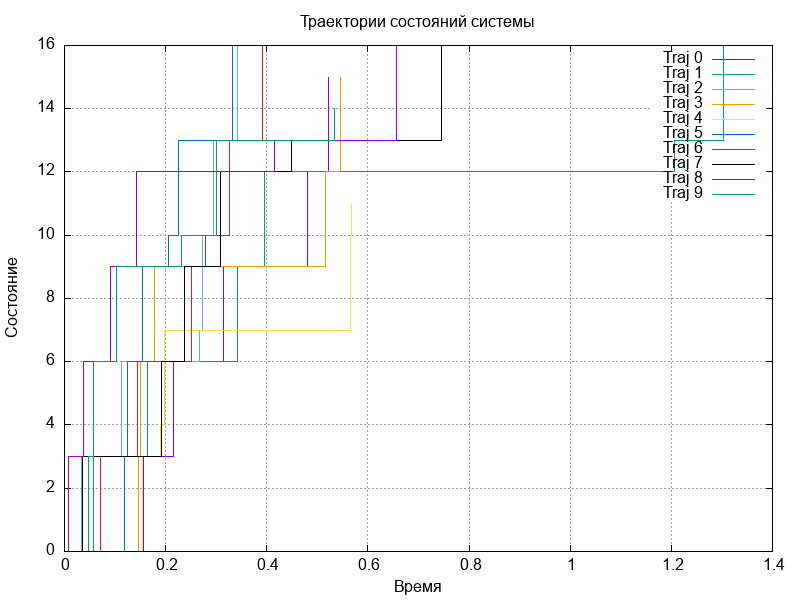 Траектории состояний системы
16
14
12
10
8
6
4
2
0
Состояние
Traj 0
Traj 1
Traj 2
Traj 3
Traj 4
Traj 5
Traj 6
Traj 7
Traj 8
Traj 9
0 0.2 0.4 0.6 0.8 1 1.2 1.4
Время